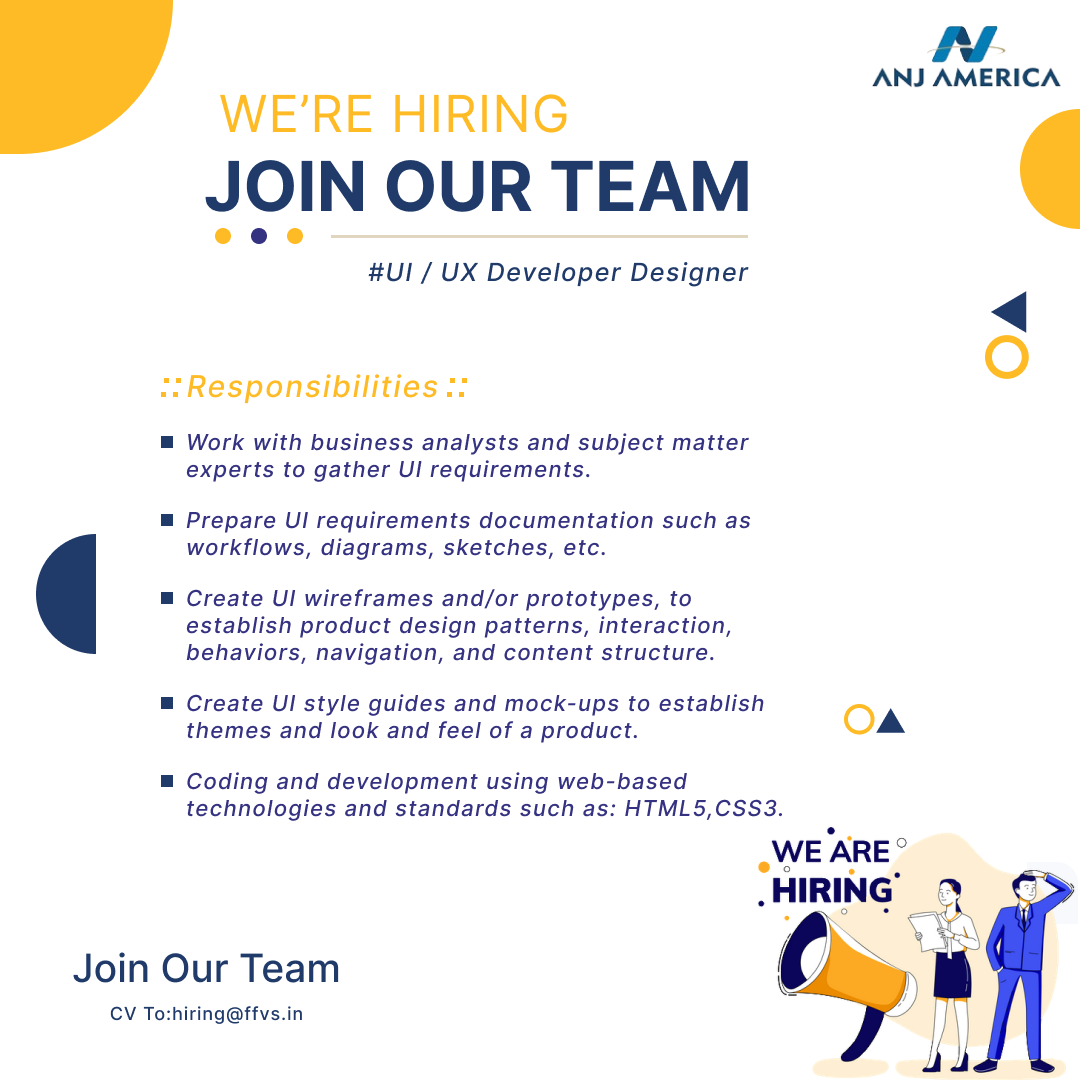 ANJ AMERICA
WE’RE HIRING
JOIN OUR TEAM
#UI / UX Developer Designer
Responsibilities
Work with business analysts and subject matter
experts to gather UI requirements.
Prepare UI requirements documentation such as
workflows, diagrams, sketches, etc.
Create UI wireframes and/or prototypes, to
establish product design patterns, interaction,
behaviors, navigation, and content structure.
Create UI style guides and mock-ups to establish
themes and look and feel of a product.
Coding and development using web-based
technologies and standards such as: HTML5,CSS3.
WE ARE
HIRING
Join Our Team
CV To:hiring@ffvs.in